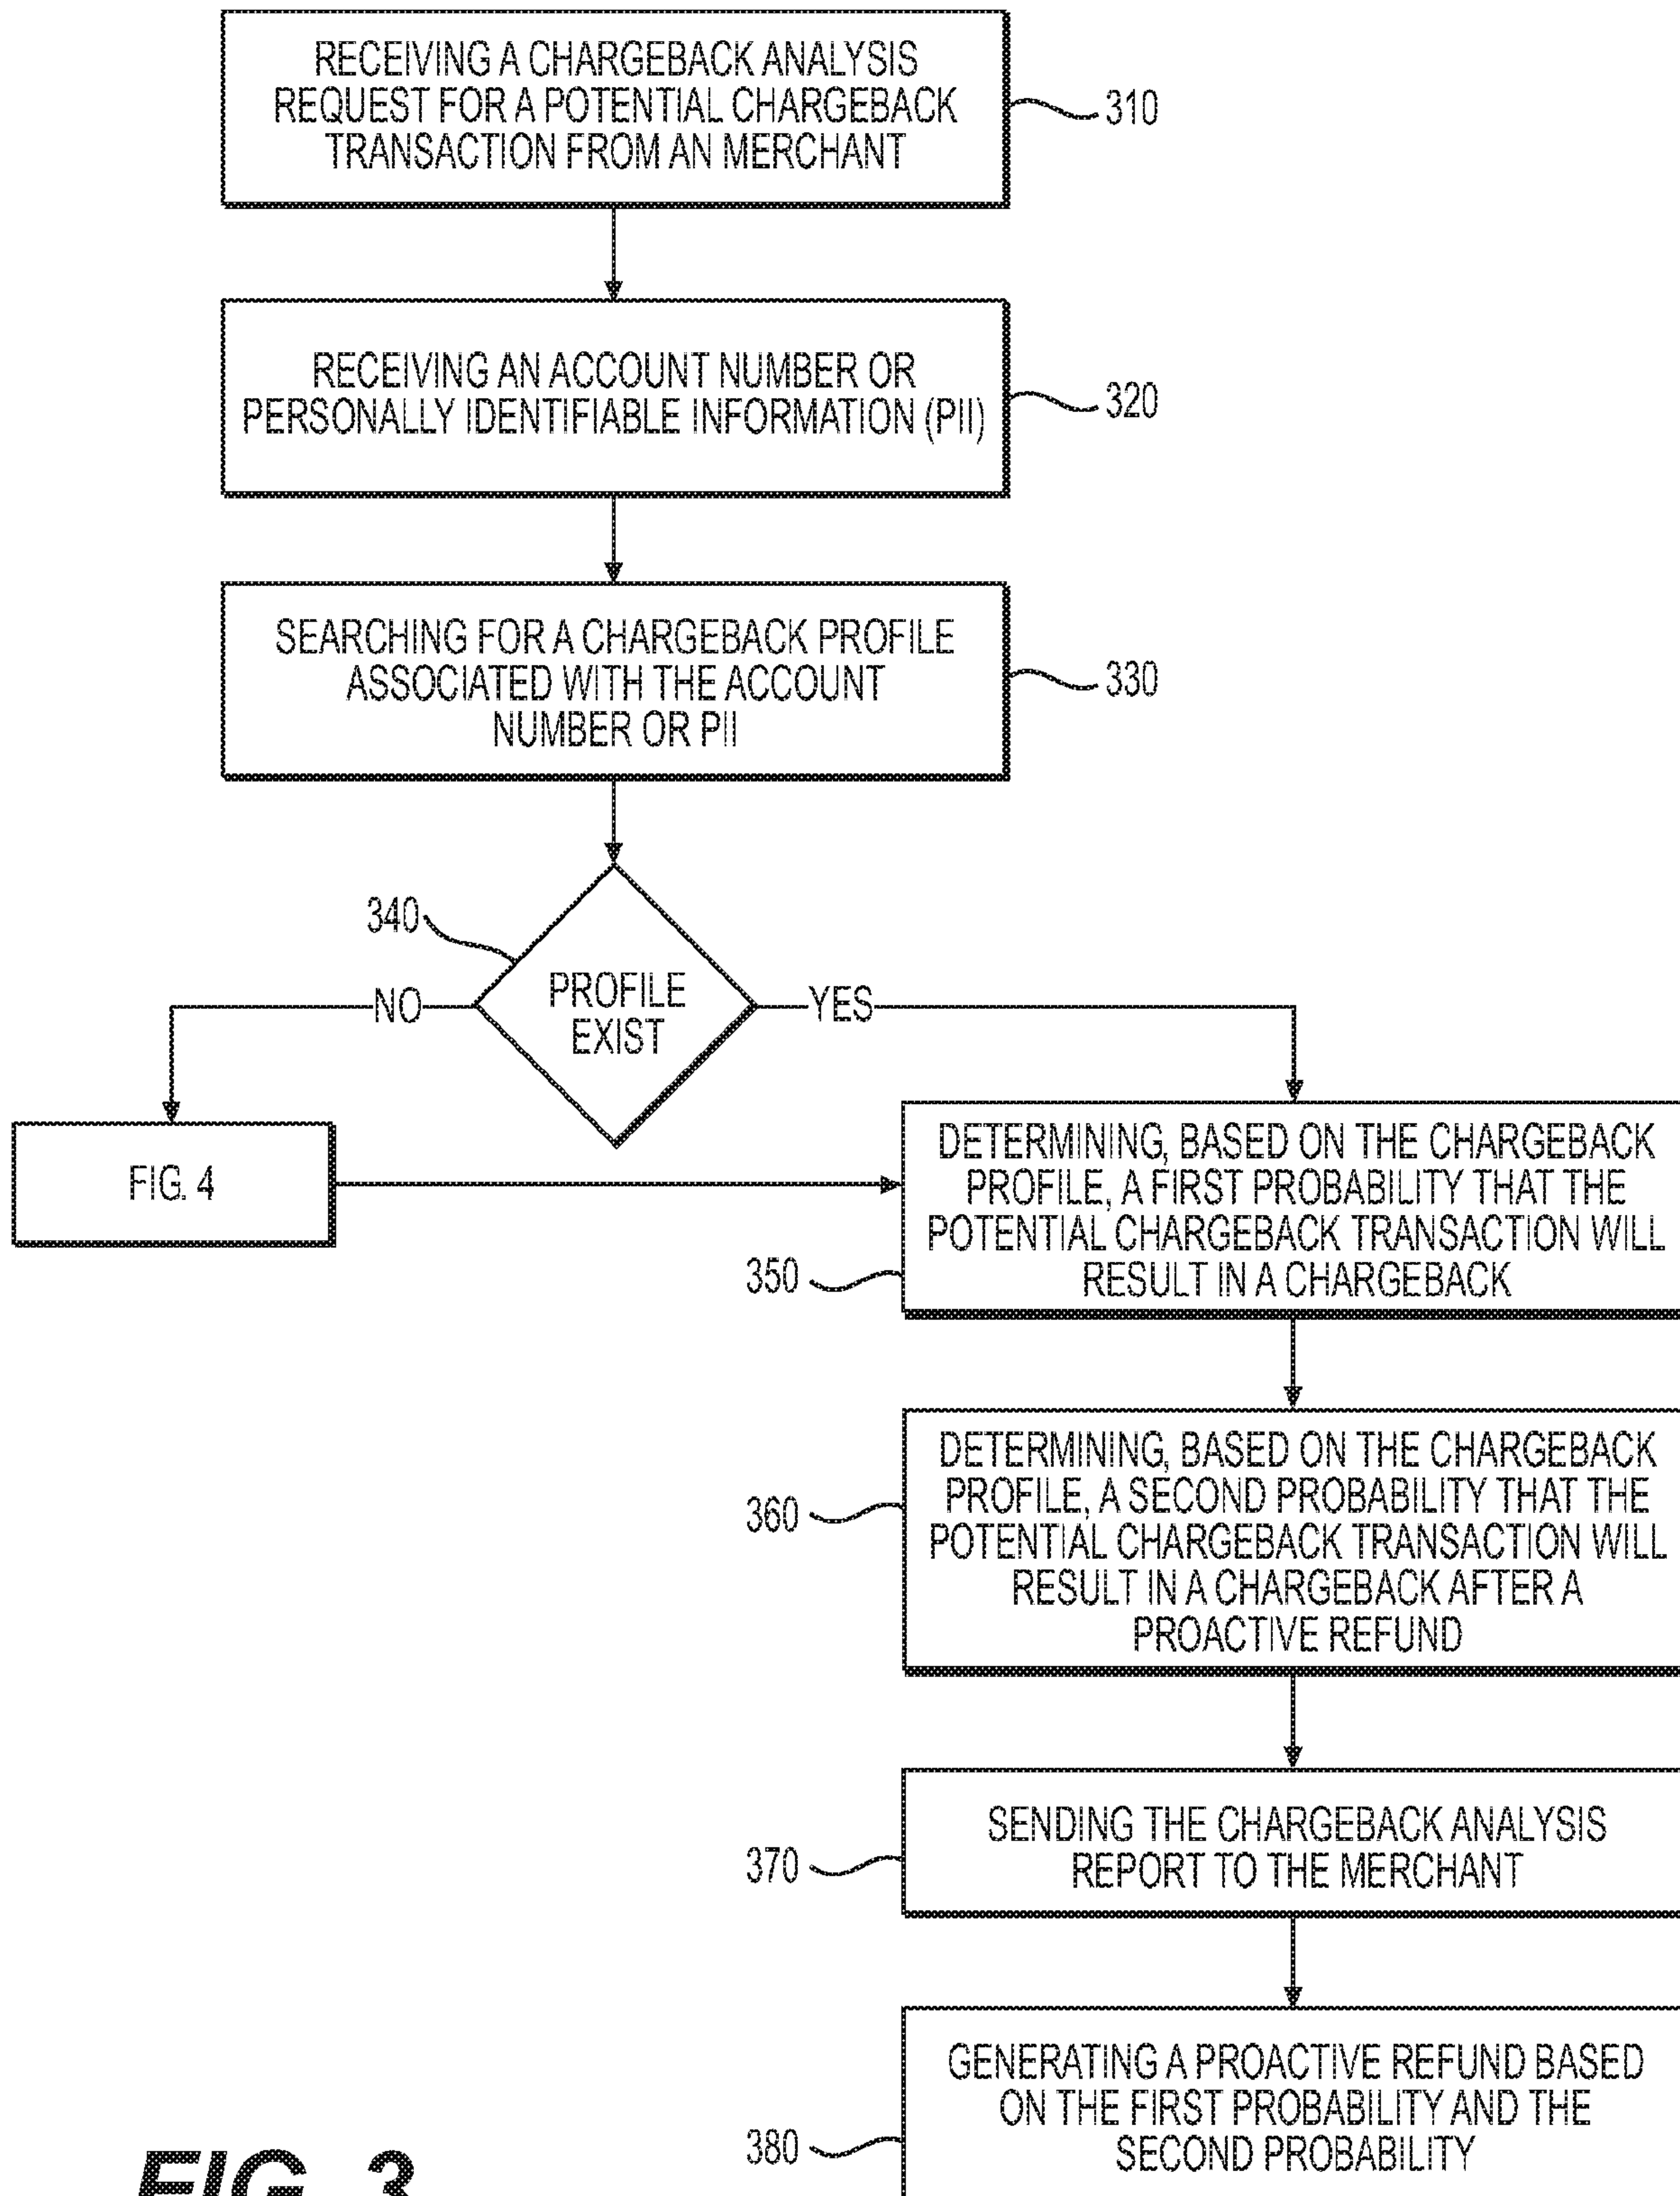 RECEIVING A CHARGEBACK ANALYSIS
REQUEST FOR A POTENTIAL CHARGEBACK
TRANSACTION FROM AN MERCHANT
310
RECEIVING AN ACCOUNT NUMBER OR
PERSONALLY IDENTIFIABLE INFORMATION (PII)
320
SEARCHING FOR A CHARGEBACK PROFILE
ASSOCIATED WITH THE ACCOUNT
NUMBER OR PII
330
340
PROFILE
EXIST
NO
YES
FIG. 4
DETERMINING, BASED ON THE CHARGEBACK
PROFILE, A FIRST PROBABILITY THAT THE
POTENTIAL CHARGEBACK TRANSACTION WILL
RESULT IN A CHARGEBACK
350
DETERMINING, BASED ON THE CHARGEBACK
PROFILE, A SECOND PROBABILITY THAT THE
POTENTIAL CHARGEBACK TRANSACTION WILL
RESULT IN A CHARGEBACK AFTER A
PROACTIVE REFUND
360
SENDING THE CHARGEBACK ANALYSIS
REPORT TO THE MERCHANT
370
GENERATING A PROACTIVE REFUND BASED
ON THE FIRST PROBABILITY AND THE
SECOND PROBABILITY
380
FIG. 3